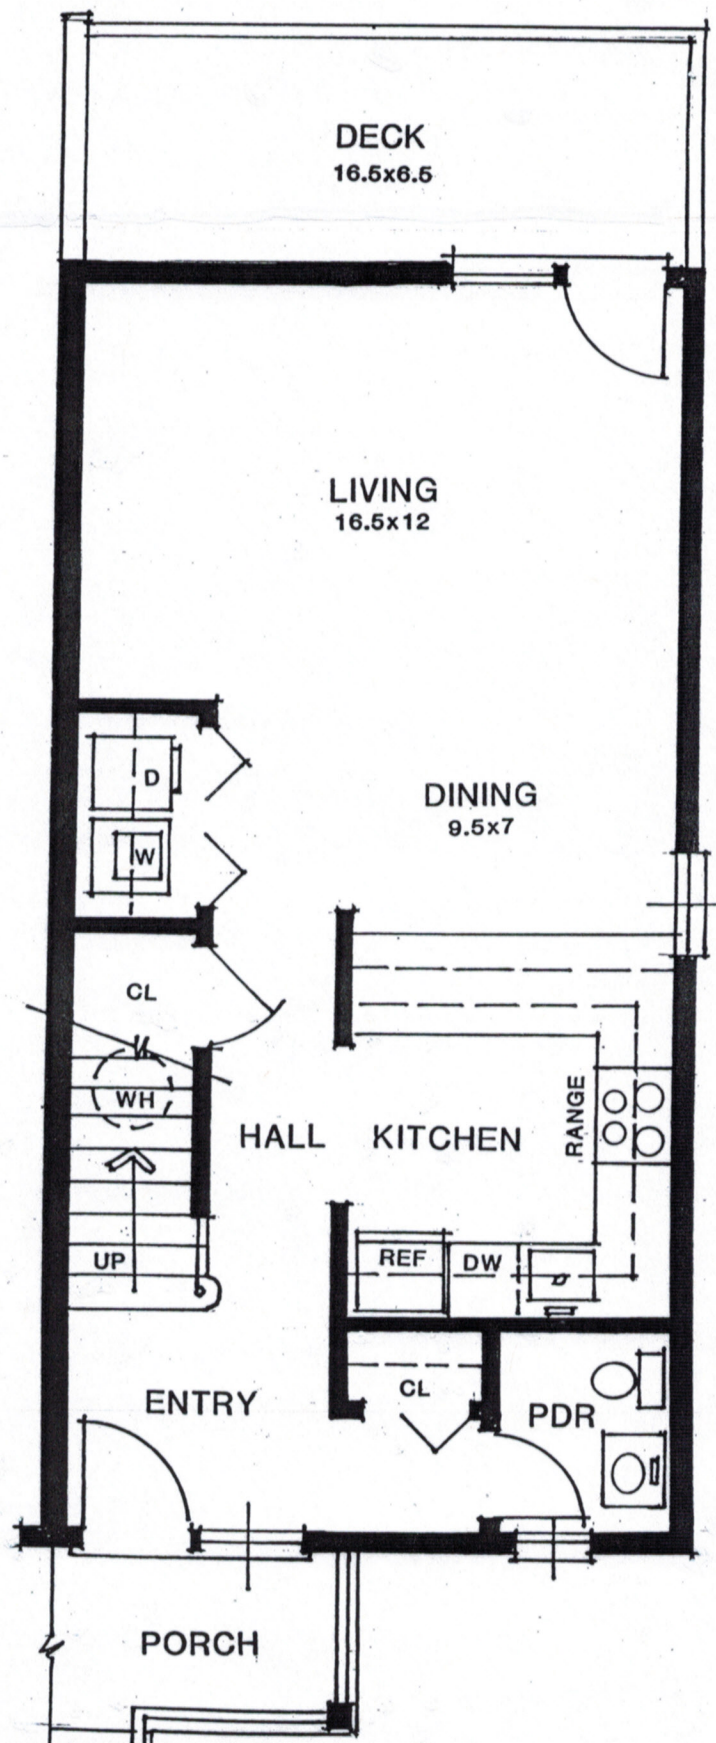 DECK
16.5x6.5
LIVING
16.5x12
D
W
DINING
9.5x7
CL
WH
HALL
KITCHEN
RANGE
UP
REF
DW
ENTRY
CL
PDR
PORCH